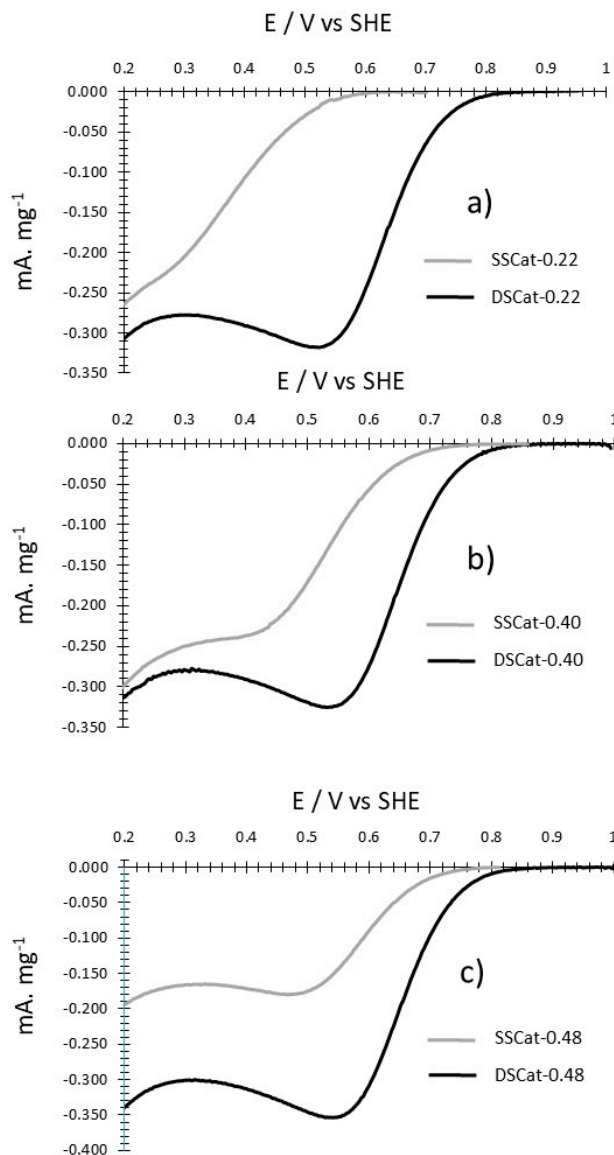 E / V vs SHE
0.2 0.3 0.4 0.5 0.6 0.7 0.8 0.9 1
0.000
-0.050
-0.100
-0.150
-0.200
-0.250
-0.300
-0.350
mA. mg-1
a)
SSCat-0.22
DSCat-0.22
E / V vs SHE
0.2 0.3 0.4 0.5 0.6 0.7 0.8 0.9 1
0.000
-0.050
-0.100
-0.150
-0.200
-0.250
-0.300
-0.350
mA. mg-1
b)
SSCat-0.40
DSCat-0.40
E / V vs SHE
0.2 0.3 0.4 0.5 0.6 0.7 0.8 0.9 1
0.000
-0.050
-0.100
-0.150
-0.200
-0.250
-0.300
-0.350
-0.400
mA. mg-1
c)
SSCat-0.48
DSCat-0.48